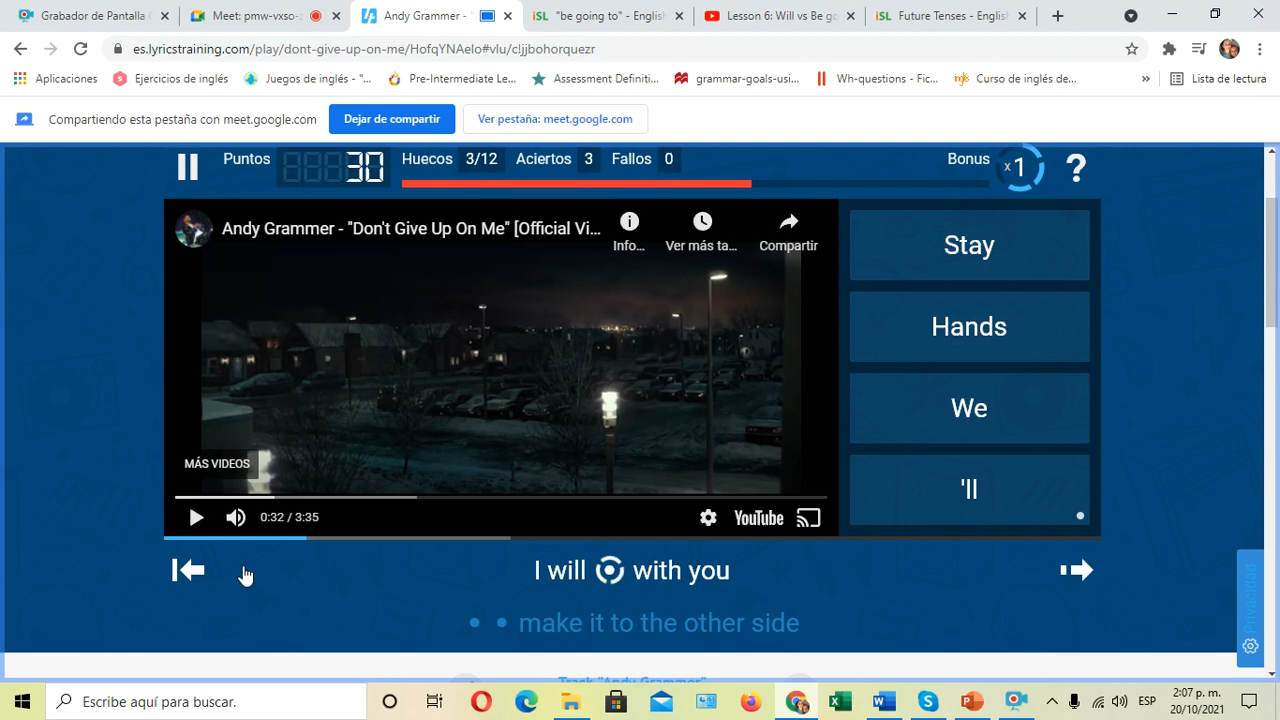 Grabador de Pantalla G
Meet: pmw-vxso-z
Andy Grammer - "
iSL "be going to" - English
Lesson 6: Will vs Be go
iSL Future Tenses - English
es.lyricstraining.com/play/dont-give-up-on-me/HofqYNAelo#vlu/cljjbohorquezr
Aplicaciones
Ejercicios de inglés
Juegos de inglés - "...
Pre-Intermediate Le...
Assessment Definiti...
grammar-goals-usi...
Wh-questions - Fic...
Curso de inglés de...
»
Lista de lectura
Compartiendo esta pestaña con meet.google.com
Dejar de compartir
Ver pestaña: meet.google.com
Puntos 30 Huecos 3/12 Aciertos 3 Fallos 0 Bonus x1 ?
Andy Grammer - "Don't Give Up On Me" [Official Vi...
Info...
Ver más ta...
Compartir
MÁS VIDEOS
0:32 / 3:35
YouTube
Stay
Hands
We
'll
I will with you
make it to the other side
Privacidad
Track "Andy Grammer"
Escribe aquí para buscar.
ESP
2:07 p. m.
20/10/2021